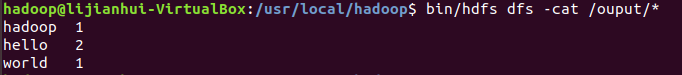 hadoop@lijianhui-VirtualBox:/usr/local/hadoop$ bin/hdfs dfs -cat /ouput/*
hadoop  1
hello   2
world   1